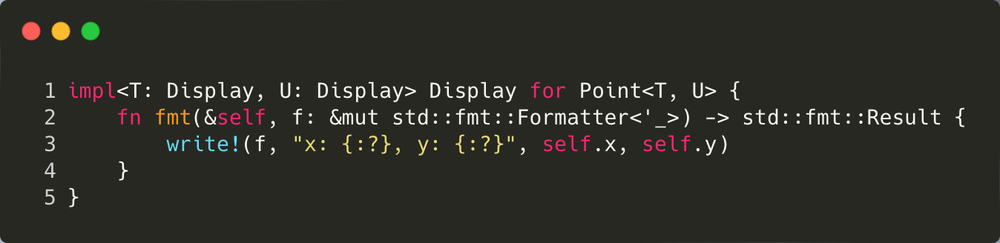 1 impl<T: Display, U: Display> Display for Point<T, U> {
2     fn fmt(&self, f: &mut std::fmt::Formatter<'_>) -> std::fmt::Result {
3         write!(f, "x: {:?}, y: {:?}", self.x, self.y)
4     }
5 }